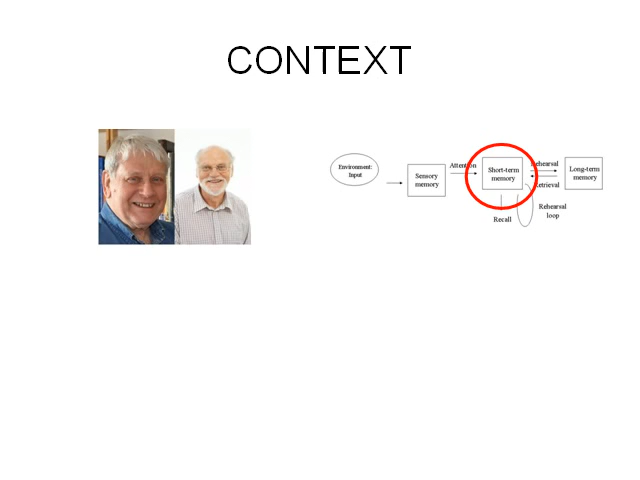 CONTEXT
Environment:
Input
Sensory
memory
Attention
Short-term
memory
Rehearsal
Retrieval
Long-term
memory
Recall
Rehearsal
loop